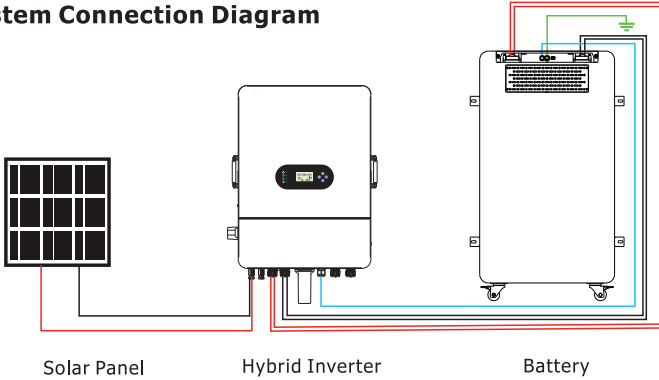 stem Connection Diagram
Solar Panel
Hybrid Inverter
Battery